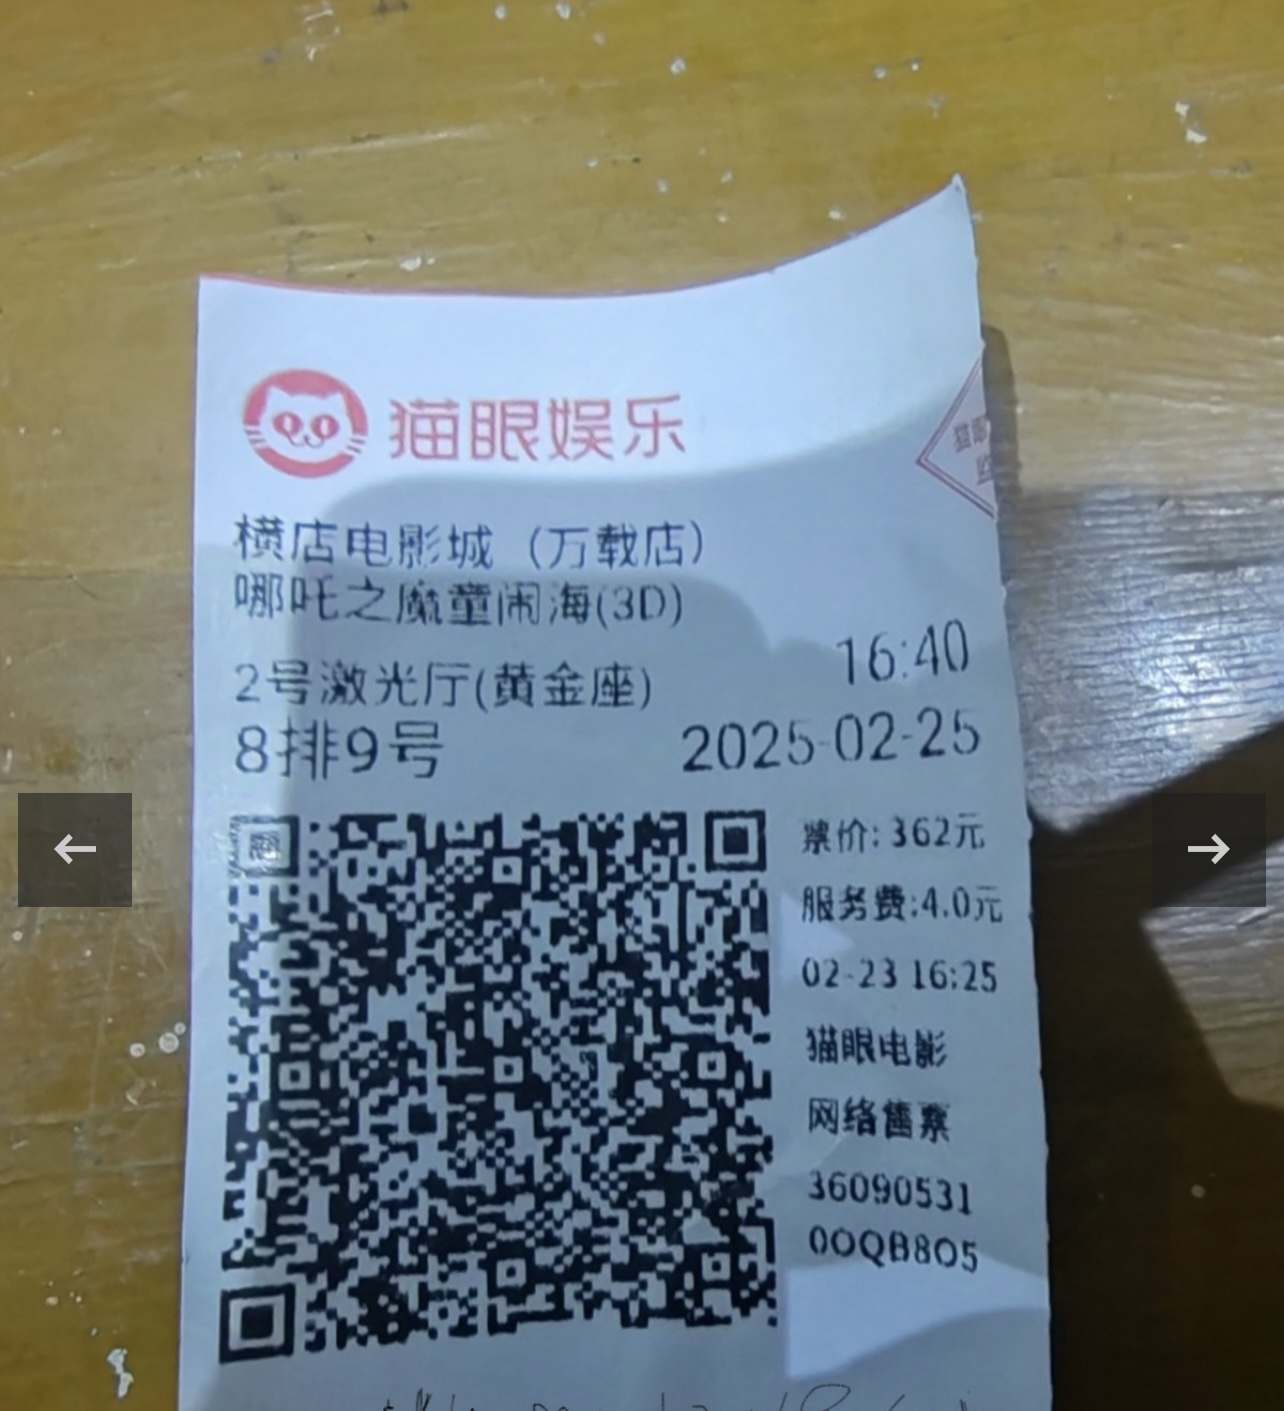 猫眼娱乐
猫眼
横店电影城（万载店）
哪吒之魔童闹海(3D)
16:40
2号激光厅(黄金座)
8排9号
2025-02-25
票价: 362元
服务费:4.0元
02-23 16:25
猫眼电影
网络售票
36090531
00QB8O5